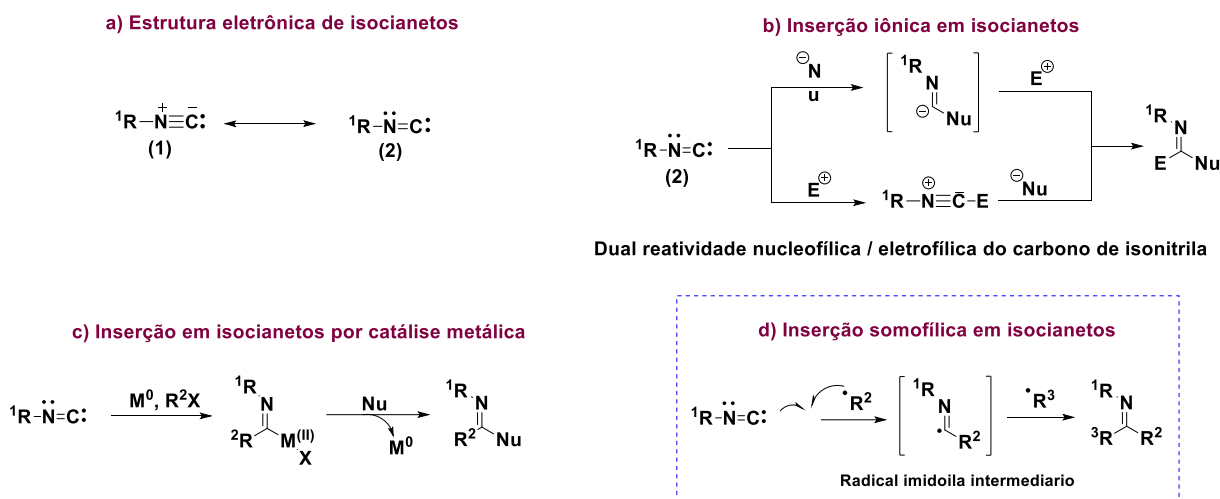 a) Estrutura eletrônica de isocianetos
¹R–N≡C:
+ −
(1)
¹R–N=C:
(2)
b) Inserção iônica em isocianetos
¹R–N=C:
(2)
⊖N
u
¹R
N
⊖ Nu
E⊕
E⊕
¹R–N≡C–E
⊕ −
⊖Nu
¹R
N
E
Nu
Dual reatividade nucleofílica / eletrofílica do carbono de isonitrila
c) Inserção em isocianetos por catálise metálica
¹R–N=C:
M⁰, R²X
¹R
N
²R M⁽ᴵᴵ⁾
X
Nu
M⁰
¹R
N
R² Nu
d) Inserção somofílica em isocianetos
¹R–N=C:
•R²
¹R
N
• R²
•R³
¹R
N
³R R²
Radical imidoila intermediario